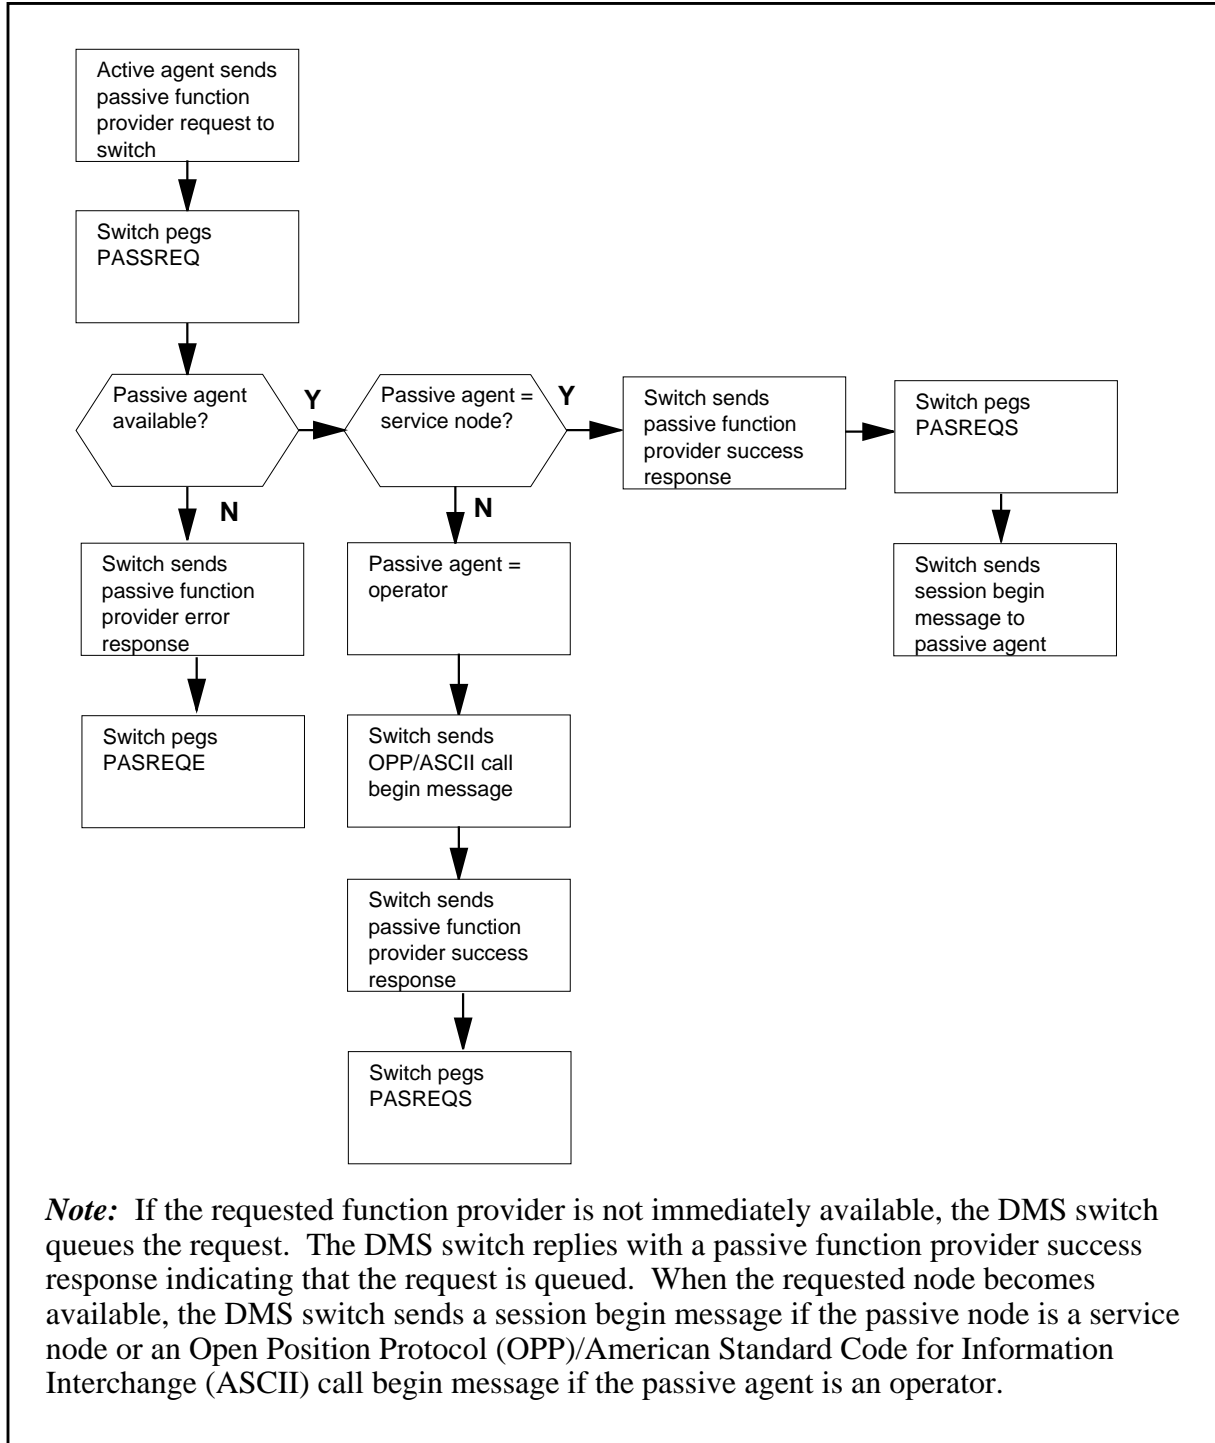 Active agent sends
passive function
provider request to
switch
Switch pegs
PASSREQ
Passive agent
available?
Y
Passive agent =
service node?
Y
Switch sends
passive function
provider success
response
Switch pegs
PASREQS
N
N
Switch sends
passive function
provider error
response
Passive agent =
operator
Switch sends
session begin
message to
passive agent
Switch pegs
PASREQE
Switch sends
OPP/ASCII call
begin message
Switch sends
passive function
provider success
response
Switch pegs
PASREQS
Note: If the requested function provider is not immediately available, the DMS switch
queues the request. The DMS switch replies with a passive function provider success
response indicating that the request is queued. When the requested node becomes
available, the DMS switch sends a session begin message if the passive node is a service
node or an Open Position Protocol (OPP)/American Standard Code for Information
Interchange (ASCII) call begin message if the passive agent is an operator.